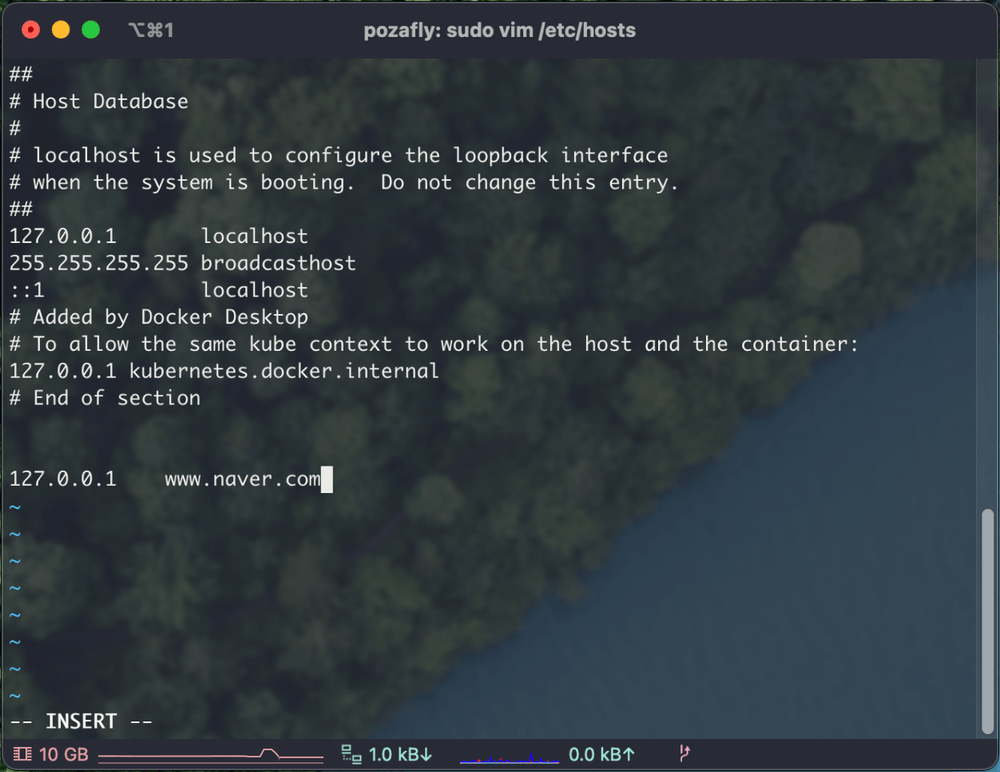 ⌥⌘1
pozafly: sudo vim /etc/hosts
##
# Host Database
#
# localhost is used to configure the loopback interface
# when the system is booting.  Do not change this entry.
##
127.0.0.1       localhost
255.255.255.255 broadcasthost
::1             localhost
# Added by Docker Desktop
# To allow the same kube context to work on the host and the container:
127.0.0.1 kubernetes.docker.internal
# End of section
127.0.0.1    www.naver.com
~
~
~
~
~
~
~
~
-- INSERT --
10 GB 1.0 kB↓ 0.0 kB↑